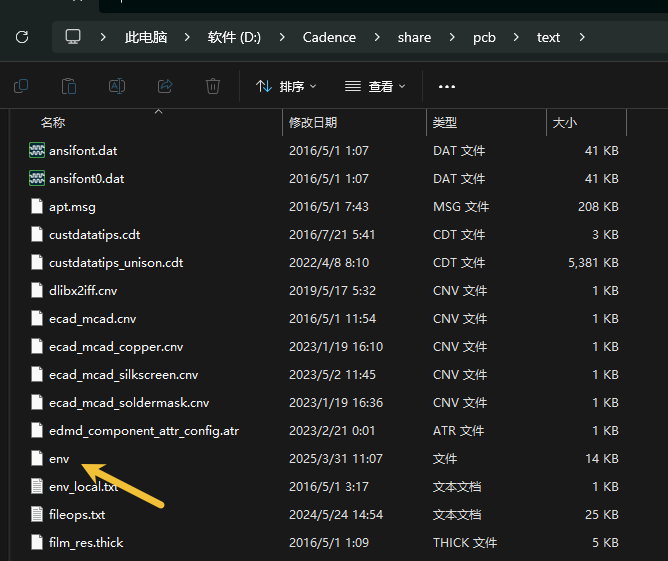 此电脑 > 软件 (D:) > Cadence > share > pcb > text >
排序 查看 •••
名称 修改日期 类型 大小
ansifont.dat 2016/5/1 1:07 DAT 文件 41 KB
ansifont0.dat 2016/5/1 1:07 DAT 文件 41 KB
apt.msg 2016/5/1 7:43 MSG 文件 208 KB
custdatatips.cdt 2016/7/21 5:41 CDT 文件 3 KB
custdatatips_unison.cdt 2022/4/8 8:10 CDT 文件 5,381 KB
dlibx2iff.cnv 2019/5/17 5:32 CNV 文件 1 KB
ecad_mcad.cnv 2016/5/1 11:54 CNV 文件 1 KB
ecad_mcad_copper.cnv 2023/1/19 16:10 CNV 文件 1 KB
ecad_mcad_silkscreen.cnv 2023/5/2 11:45 CNV 文件 1 KB
ecad_mcad_soldermask.cnv 2023/1/19 16:36 CNV 文件 1 KB
edmd_component_attr_config.atr 2023/2/21 0:01 ATR 文件 1 KB
env 2025/3/31 11:07 文件 14 KB
env_local.txt 2016/5/1 3:17 文本文档 1 KB
fileops.txt 2024/5/24 14:54 文本文档 25 KB
film_res.thick 2016/5/1 1:09 THICK 文件 5 KB